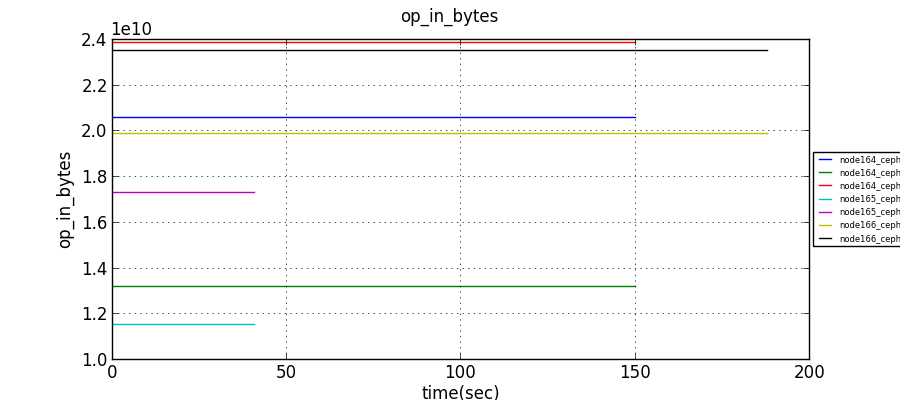 op_in_bytes
1e10
2.4
2.2
2.0
1.8
1.6
1.4
1.2
1.0
op_in_bytes
0 50 100 150 200
time(sec)
node164_ceph
node164_ceph
node164_ceph
node165_ceph
node165_ceph
node166_ceph
node166_ceph